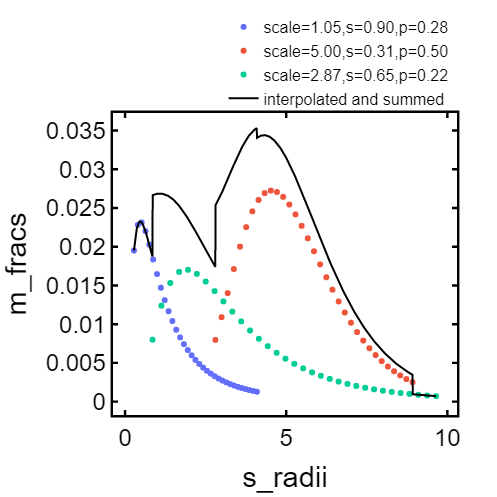 scale=1.05,s=0.90,p=0.28
scale=5.00,s=0.31,p=0.50
scale=2.87,s=0.65,p=0.22
interpolated and summed
0.035
0.03
0.025
0.02
0.015
0.01
0.005
0
m_fracs
0 5 10
s_radii